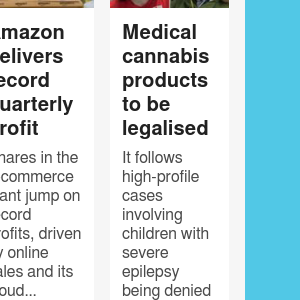 mazon
elivers
ecord
uarterly
rofit
hares in the
commerce
ant jump on
cord
ofits, driven
y online
ales and its
oud...
Medical
cannabis
products
to be
legalised
It follows
high-profile
cases
involving
children with
severe
epilepsy
being denied